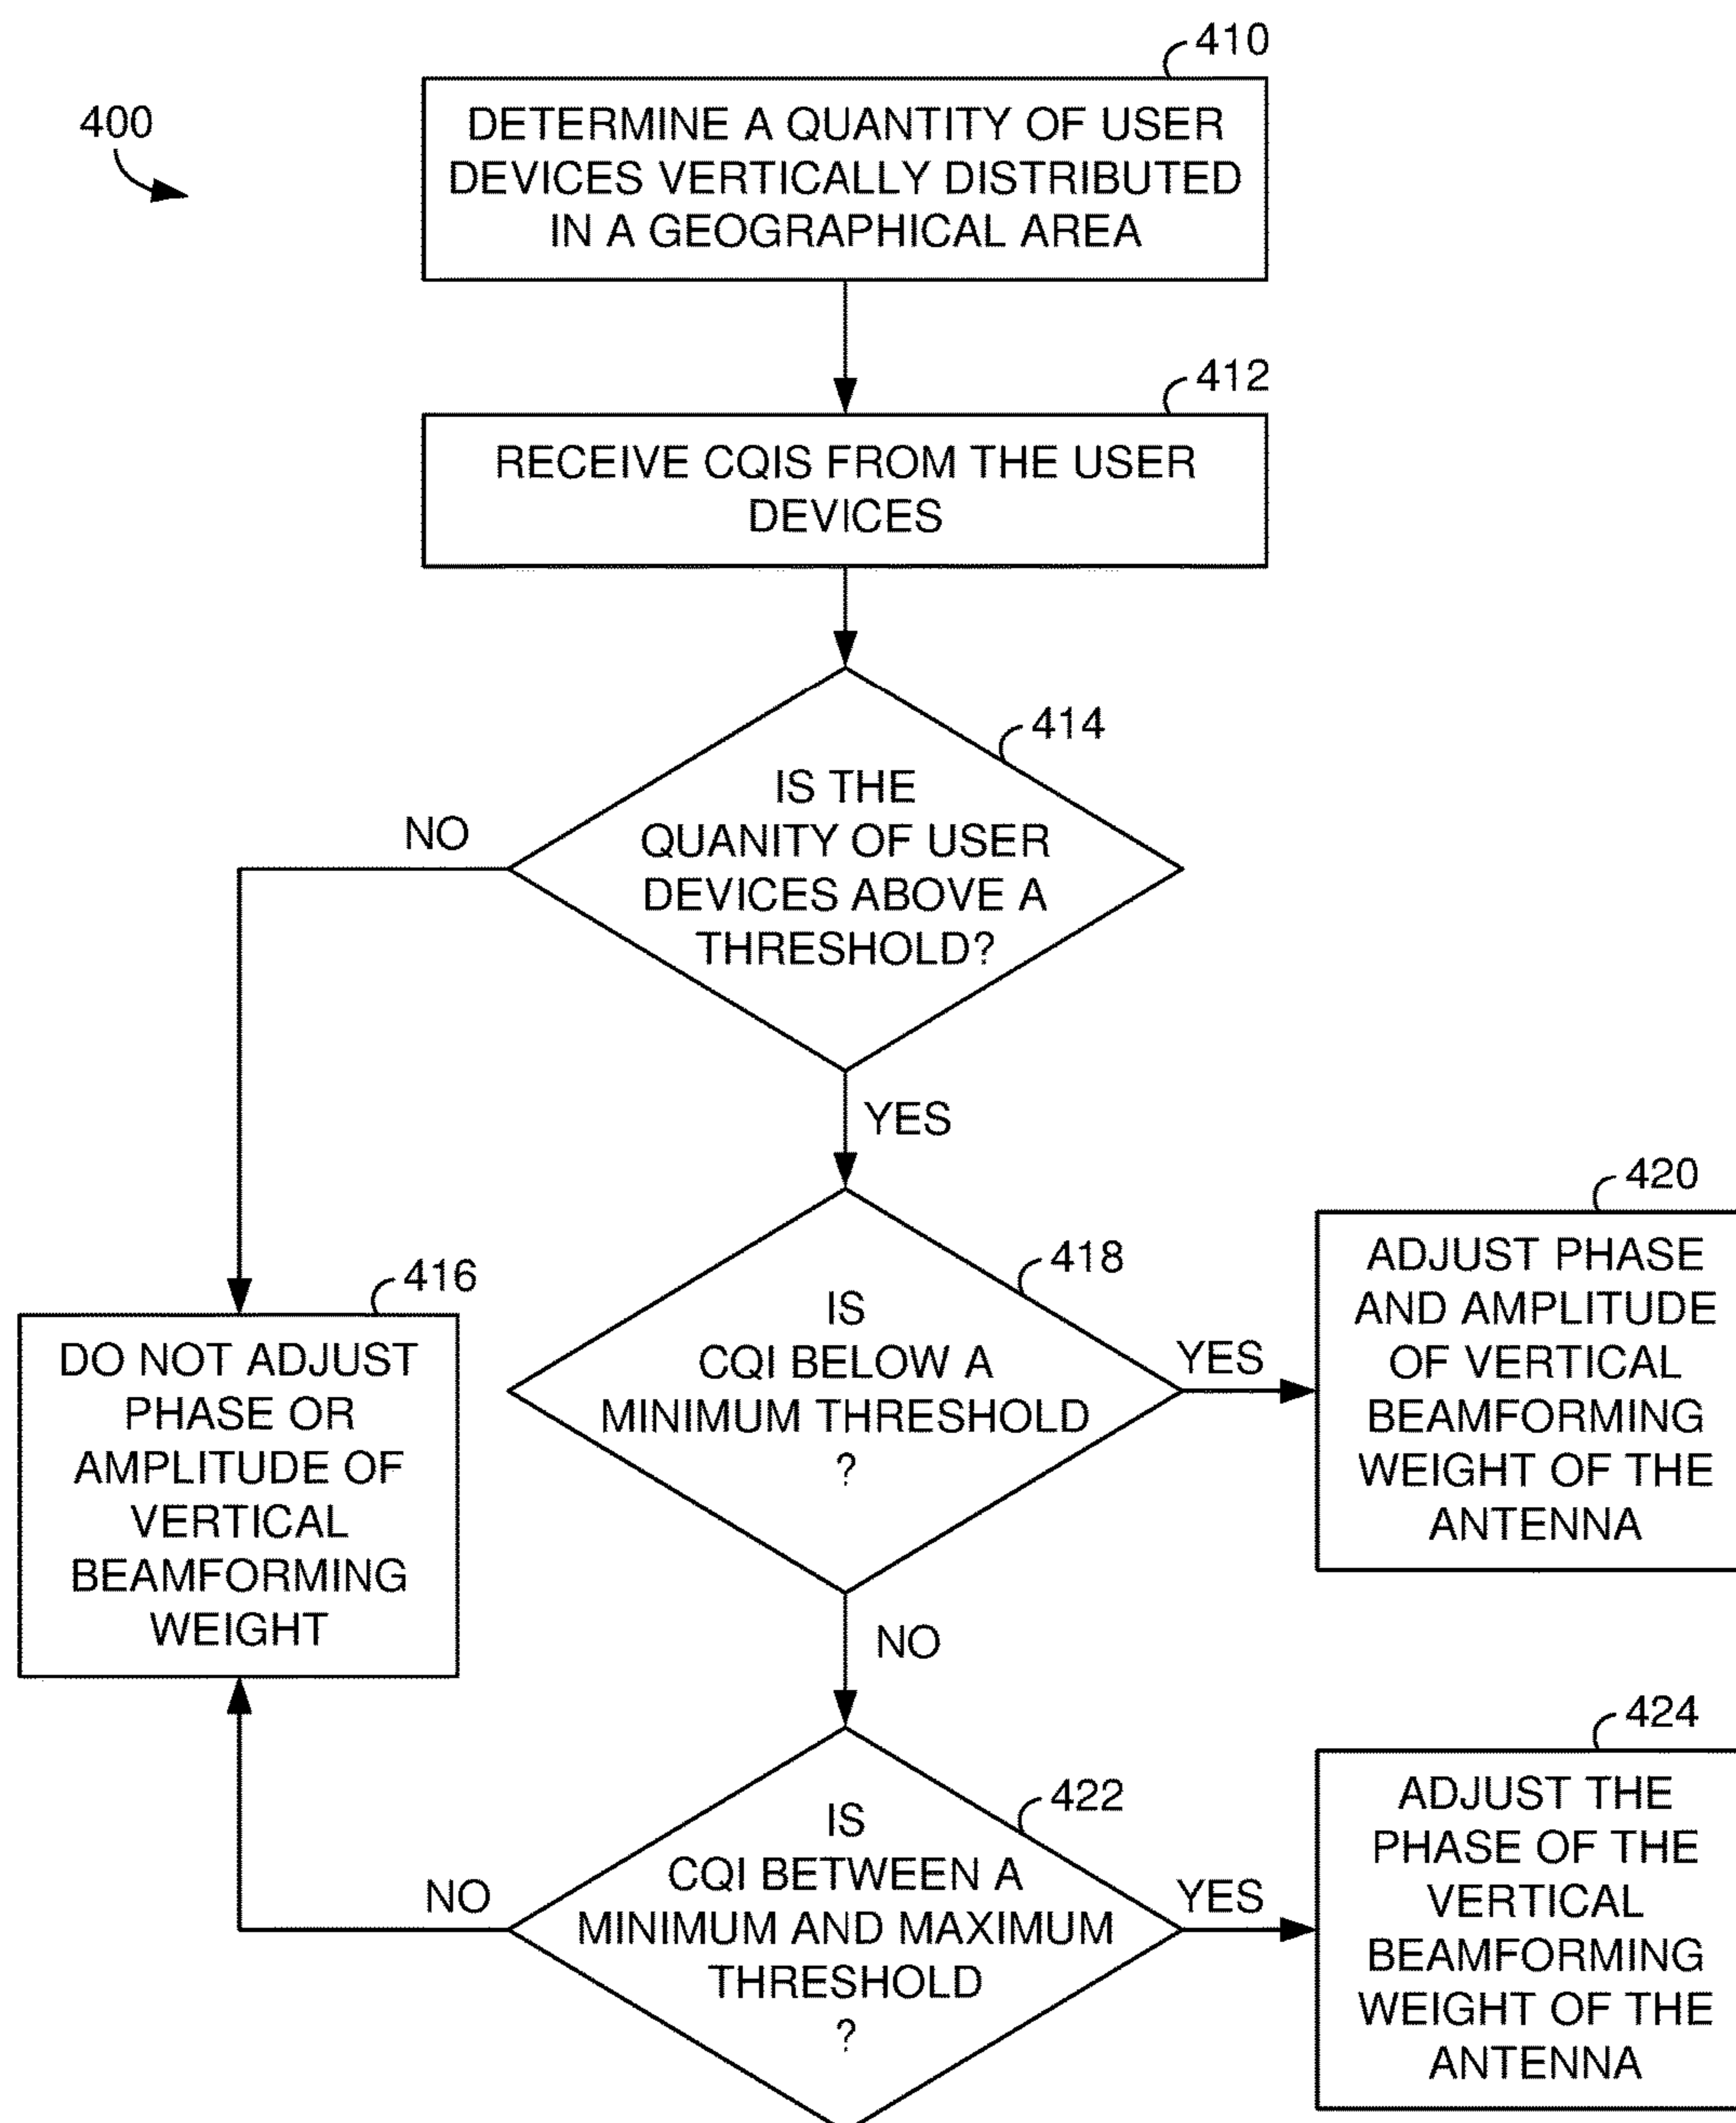 410
400
DETERMINE A QUANTITY OF USER
DEVICES VERTICALLY DISTRIBUTED
IN A GEOGRAPHICAL AREA
412
RECEIVE CQIS FROM THE USER
DEVICES
414
IS THE
QUANITY OF USER
DEVICES ABOVE A
THRESHOLD?
NO
YES
416
DO NOT ADJUST
PHASE OR
AMPLITUDE OF
VERTICAL
BEAMFORMING
WEIGHT
418
IS
CQI BELOW A
MINIMUM THRESHOLD
?
YES
NO
420
ADJUST PHASE
AND AMPLITUDE
OF VERTICAL
BEAMFORMING
WEIGHT OF THE
ANTENNA
422
IS
CQI BETWEEN A
MINIMUM AND MAXIMUM
THRESHOLD
?
NO
YES
424
ADJUST THE
PHASE OF THE
VERTICAL
BEAMFORMING
WEIGHT OF THE
ANTENNA